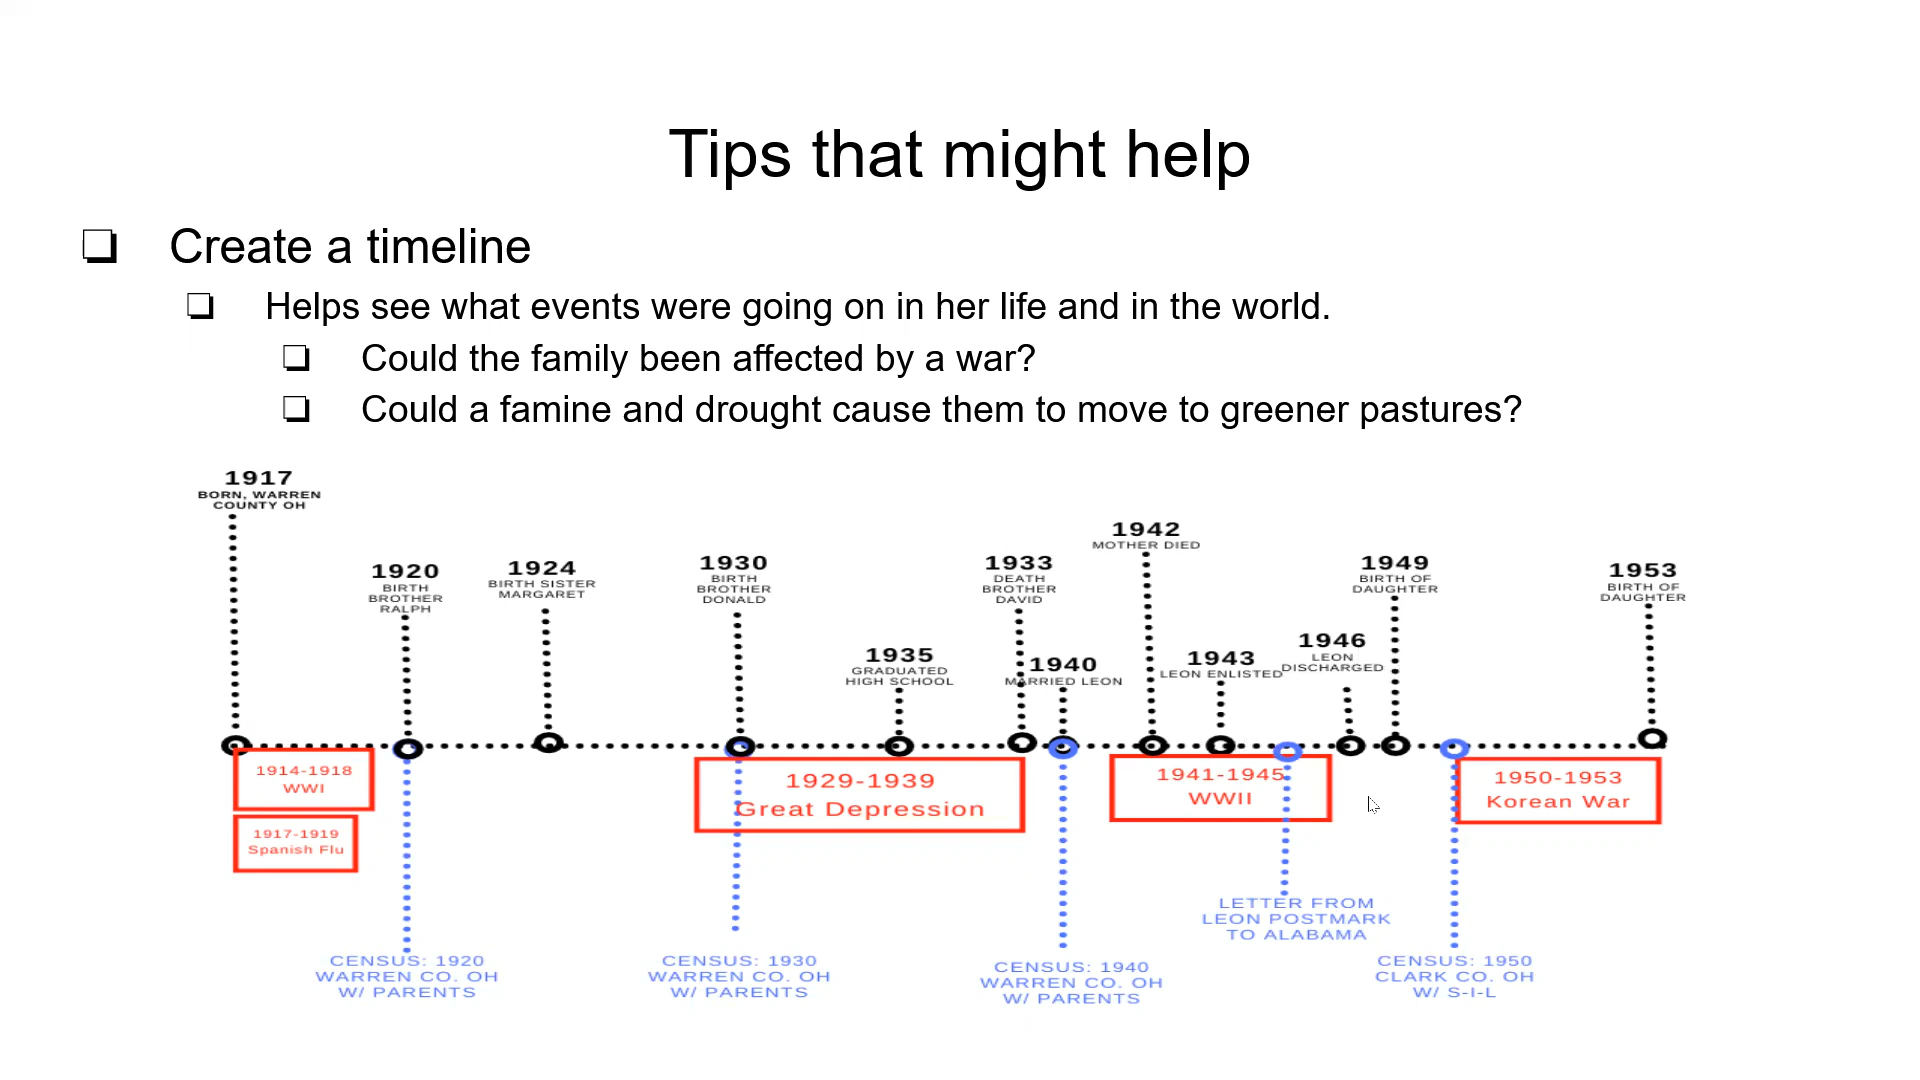 Tips that might help
❏ Create a timeline
❏ Helps see what events were going on in her life and in the world.
❏ Could the family been affected by a war?
❏ Could a famine and drought cause them to move to greener pastures?
1917
BORN, WARREN
COUNTY OH
1920
BIRTH
BROTHER
RALPH
1924
BIRTH SISTER
MARGARET
1930
BIRTH
BROTHER
DONALD
1935
GRADUATED
HIGH SCHOOL
1933
DEATH
BROTHER
DAVID
1940
MARRIED LEON
1942
MOTHER DIED
1943
LEON ENLISTED
1946
LEON
DISCHARGED
1949
BIRTH OF
DAUGHTER
1953
BIRTH OF
DAUGHTER
1914-1918
WWI
1917-1919
Spanish Flu
1929-1939
Great Depression
1941-1945
WWII
1950-1953
Korean War
CENSUS: 1920
WARREN CO. OH
W/ PARENTS
CENSUS: 1930
WARREN CO. OH
W/ PARENTS
CENSUS: 1940
WARREN CO. OH
W/ PARENTS
LETTER FROM
LEON POSTMARK
TO ALABAMA
CENSUS: 1950
CLARK CO. OH
W/ S-I-L